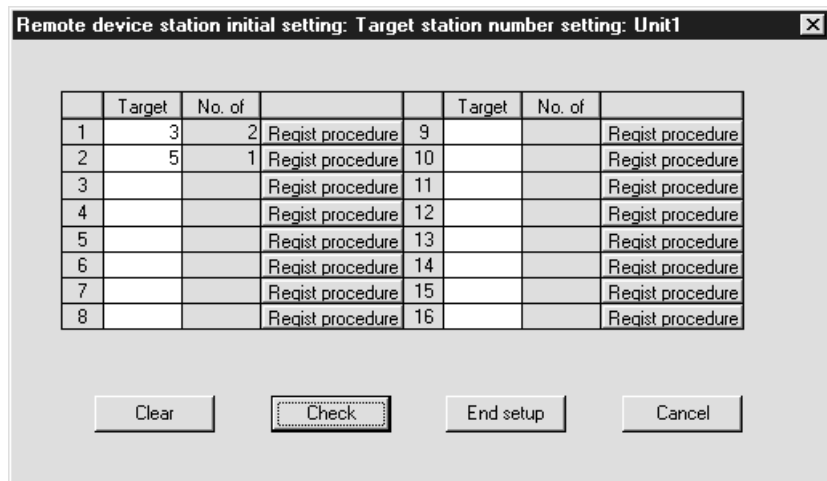 Remote device station initial setting: Target station number setting: Unit1
Target No. of Target No. of
1 3 2 Regist procedure 9 Regist procedure
2 5 1 Regist procedure 10 Regist procedure
3 Regist procedure 11 Regist procedure
4 Regist procedure 12 Regist procedure
5 Regist procedure 13 Regist procedure
6 Regist procedure 14 Regist procedure
7 Regist procedure 15 Regist procedure
8 Regist procedure 16 Regist procedure
Clear Check End setup Cancel